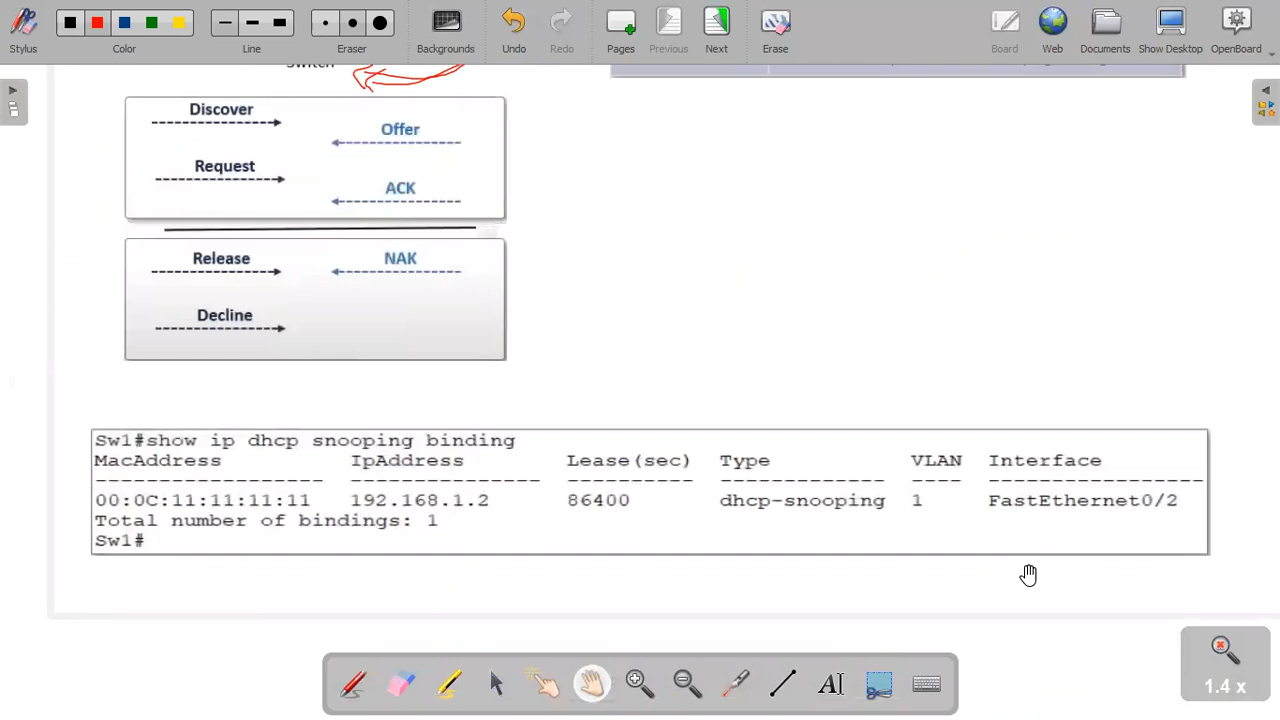 Stylus
Color
Line
Eraser
Backgrounds
Undo
Redo
Pages
Previous
Next
Erase
Board
Web
Documents
Show Desktop
OpenBoard
Switch
Discover
Offer
Request
ACK
Release
NAK
Decline
Sw1#show ip dhcp snooping binding
MacAddress IpAddress Lease(sec) Type VLAN Interface
------------------ --------------- ---------- ------------- ---- --------------------
00:0C:11:11:11:11 192.168.1.2 86400 dhcp-snooping 1 FastEthernet0/2
Total number of bindings: 1
Sw1#
1.4 x